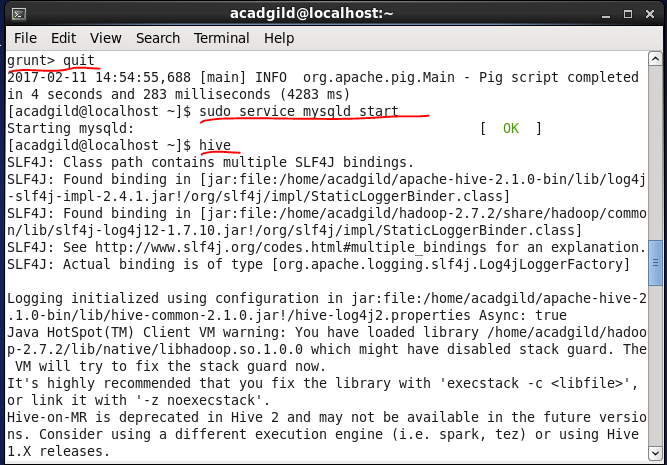 acadgild@localhost:~
File Edit View Search Terminal Help
grunt> quit
2017-02-11 14:54:55,688 [main] INFO  org.apache.pig.Main - Pig script completed
in 4 seconds and 283 milliseconds (4283 ms)
[acadgild@localhost ~]$ sudo service mysqld start
Starting mysqld:                                           [  OK  ]
[acadgild@localhost ~]$ hive
SLF4J: Class path contains multiple SLF4J bindings.
SLF4J: Found binding in [jar:file:/home/acadgild/apache-hive-2.1.0-bin/lib/log4j
-slf4j-impl-2.4.1.jar!/org/slf4j/impl/StaticLoggerBinder.class]
SLF4J: Found binding in [jar:file:/home/acadgild/hadoop-2.7.2/share/hadoop/commo
n/lib/slf4j-log4j12-1.7.10.jar!/org/slf4j/impl/StaticLoggerBinder.class]
SLF4J: See http://www.slf4j.org/codes.html#multiple_bindings for an explanation.
SLF4J: Actual binding is of type [org.apache.logging.slf4j.Log4jLoggerFactory]
Logging initialized using configuration in jar:file:/home/acadgild/apache-hive-2
.1.0-bin/lib/hive-common-2.1.0.jar!/hive-log4j2.properties Async: true
Java HotSpot(TM) Client VM warning: You have loaded library /home/acadgild/hadoo
p-2.7.2/lib/native/libhadoop.so.1.0.0 which might have disabled stack guard. The
 VM will try to fix the stack guard now.
It's highly recommended that you fix the library with 'execstack -c <libfile>',
or link it with '-z noexecstack'.
Hive-on-MR is deprecated in Hive 2 and may not be available in the future versio
ns. Consider using a different execution engine (i.e. spark, tez) or using Hive
1.X releases.